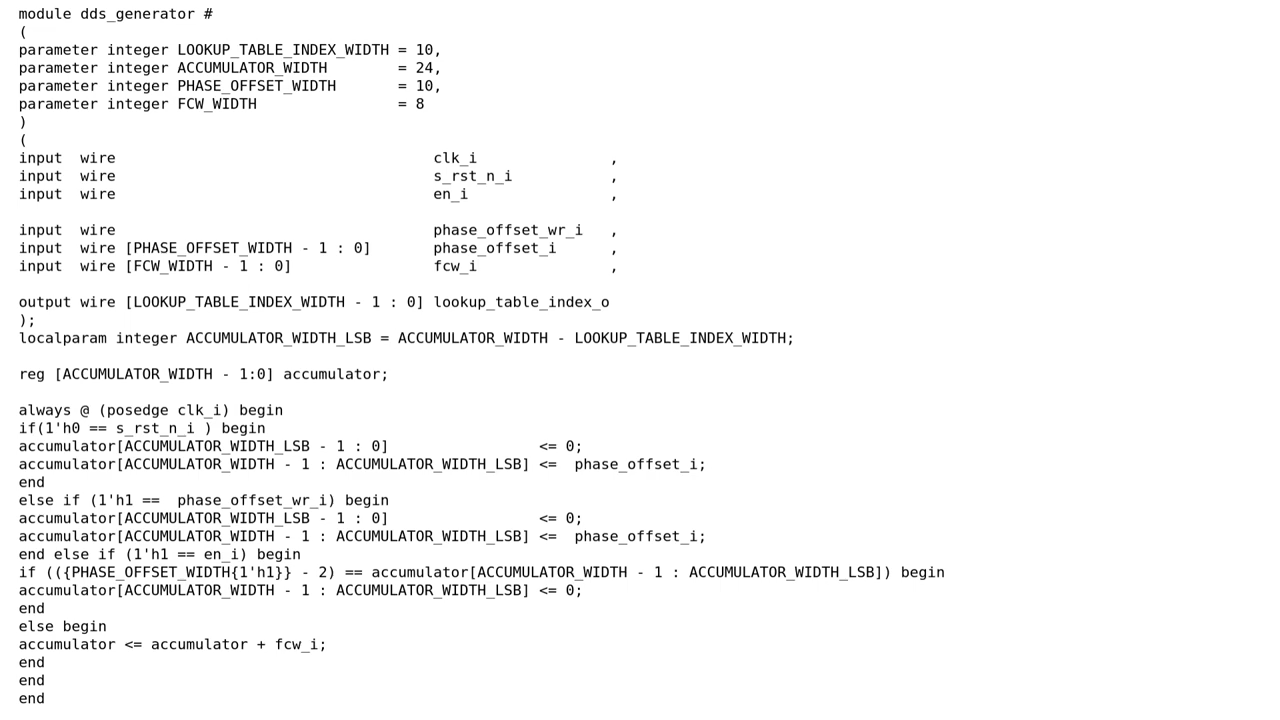 module dds_generator #
(
parameter integer LOOKUP_TABLE_INDEX_WIDTH = 10,
parameter integer ACCUMULATOR_WIDTH        = 24,
parameter integer PHASE_OFFSET_WIDTH       = 10,
parameter integer FCW_WIDTH                = 8
)
(
input  wire                                    clk_i               ,
input  wire                                    s_rst_n_i           ,
input  wire                                    en_i                ,
input  wire                                    phase_offset_wr_i   ,
input  wire [PHASE_OFFSET_WIDTH - 1 : 0]       phase_offset_i      ,
input  wire [FCW_WIDTH - 1 : 0]                fcw_i               ,
output wire [LOOKUP_TABLE_INDEX_WIDTH - 1 : 0] lookup_table_index_o
);
localparam integer ACCUMULATOR_WIDTH_LSB = ACCUMULATOR_WIDTH - LOOKUP_TABLE_INDEX_WIDTH;
reg [ACCUMULATOR_WIDTH - 1:0] accumulator;
always @ (posedge clk_i) begin
if(1'h0 == s_rst_n_i ) begin
accumulator[ACCUMULATOR_WIDTH_LSB - 1 : 0]                 <= 0;
accumulator[ACCUMULATOR_WIDTH - 1 : ACCUMULATOR_WIDTH_LSB] <=  phase_offset_i;
end
else if (1'h1 ==  phase_offset_wr_i) begin
accumulator[ACCUMULATOR_WIDTH_LSB - 1 : 0]                 <= 0;
accumulator[ACCUMULATOR_WIDTH - 1 : ACCUMULATOR_WIDTH_LSB] <=  phase_offset_i;
end else if (1'h1 == en_i) begin
if (({PHASE_OFFSET_WIDTH{1'h1}} - 2) == accumulator[ACCUMULATOR_WIDTH - 1 : ACCUMULATOR_WIDTH_LSB]) begin
accumulator[ACCUMULATOR_WIDTH - 1 : ACCUMULATOR_WIDTH_LSB] <= 0;
end
else begin
accumulator <= accumulator + fcw_i;
end
end
end